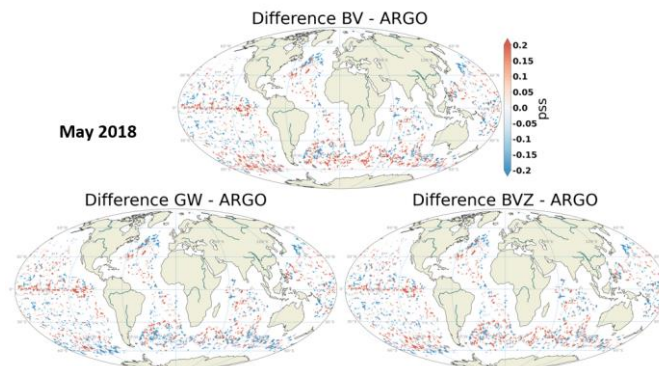 Difference BV - ARGO
May 2018
0.2
0.15
0.1
0.05
0.0
-0.05
-0.1
-0.15
-0.2
pss
Difference GW - ARGO
Difference BVZ - ARGO